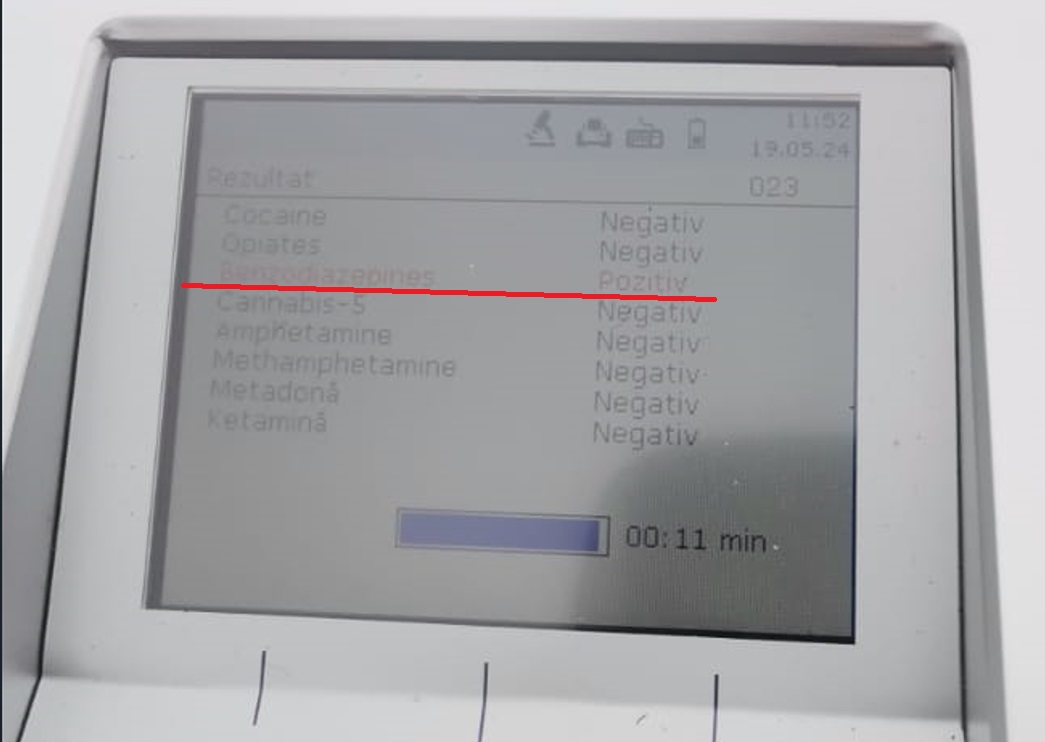 11:52
19.05.24
Rezultat 023
Cocaine Negativ
Opiates Negativ
Benzodiazepines Pozitiv
Cannabis-5 Negativ
Amphetamine Negativ
Methamphetamine Negativ
Metadonă Negativ
Ketamină Negativ
00:11 min